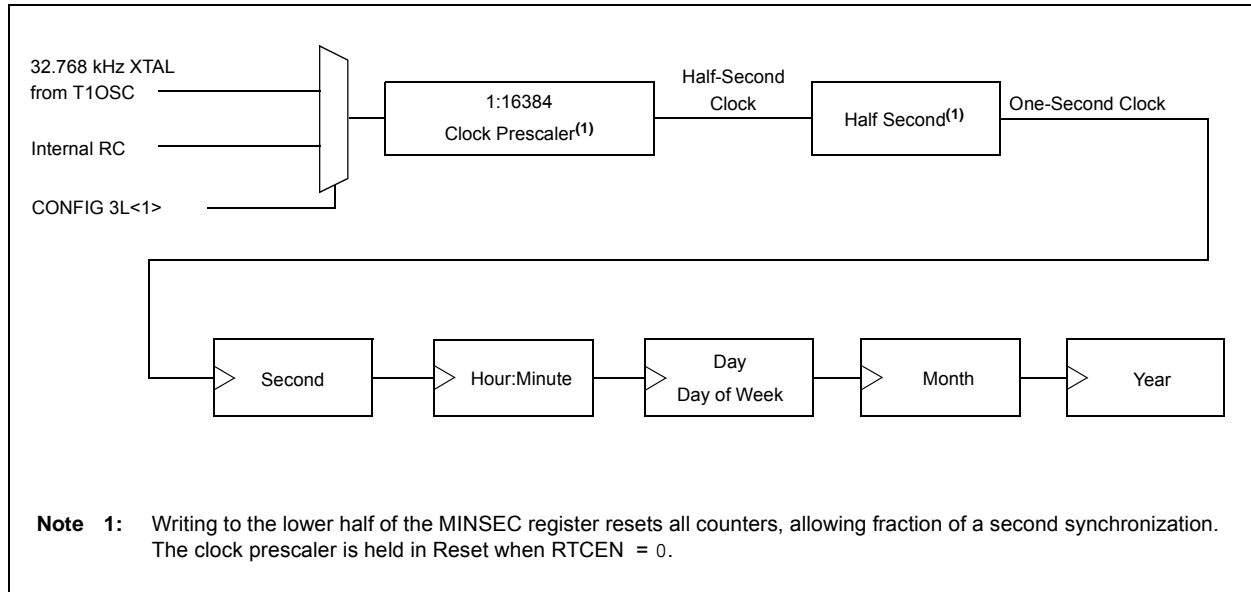 32.768 kHz XTAL
from T1OSC
Internal RC
CONFIG 3L<1>
1:16384
Clock Prescaler(1)
Half-Second
Clock
Half Second(1)
One-Second Clock
Second
Hour:Minute
Day
Day of Week
Month
Year
Note 1: Writing to the lower half of the MINSEC register resets all counters, allowing fraction of a second synchronization.
The clock prescaler is held in Reset when RTCEN = 0.